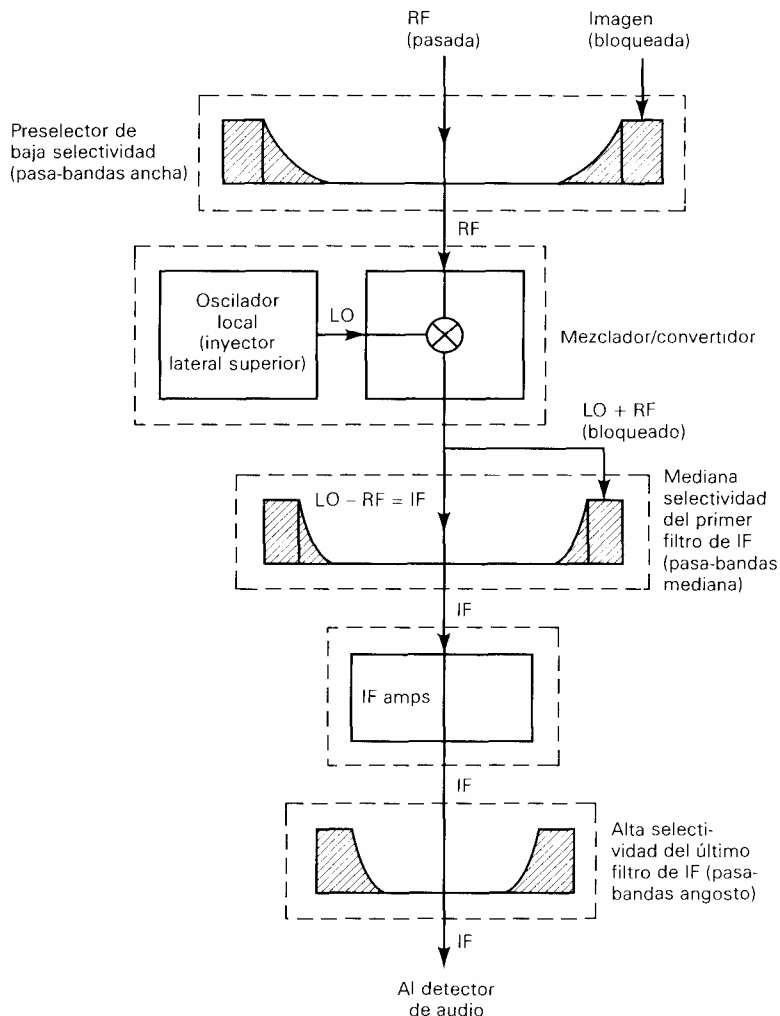 RF
(pasada)
Imagen
(bloqueada)
Preselector de
baja selectividad
(pasa-bandas ancha)
RF
Oscilador
local
(inyector
lateral superior)
LO
Mezclador/convertidor
LO + RF
(bloqueado)
LO – RF = IF
Mediana
selectividad
del primer
filtro de IF
(pasa-bandas
mediana)
IF
IF amps
IF
Alta selecti-
vidad del último
filtro de IF (pasa-
bandas angosto)
IF
Al detector
de audio